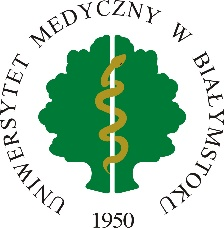 UNIWERSYTET MEDYCZNY W BIAŁYMSTOKU
1950